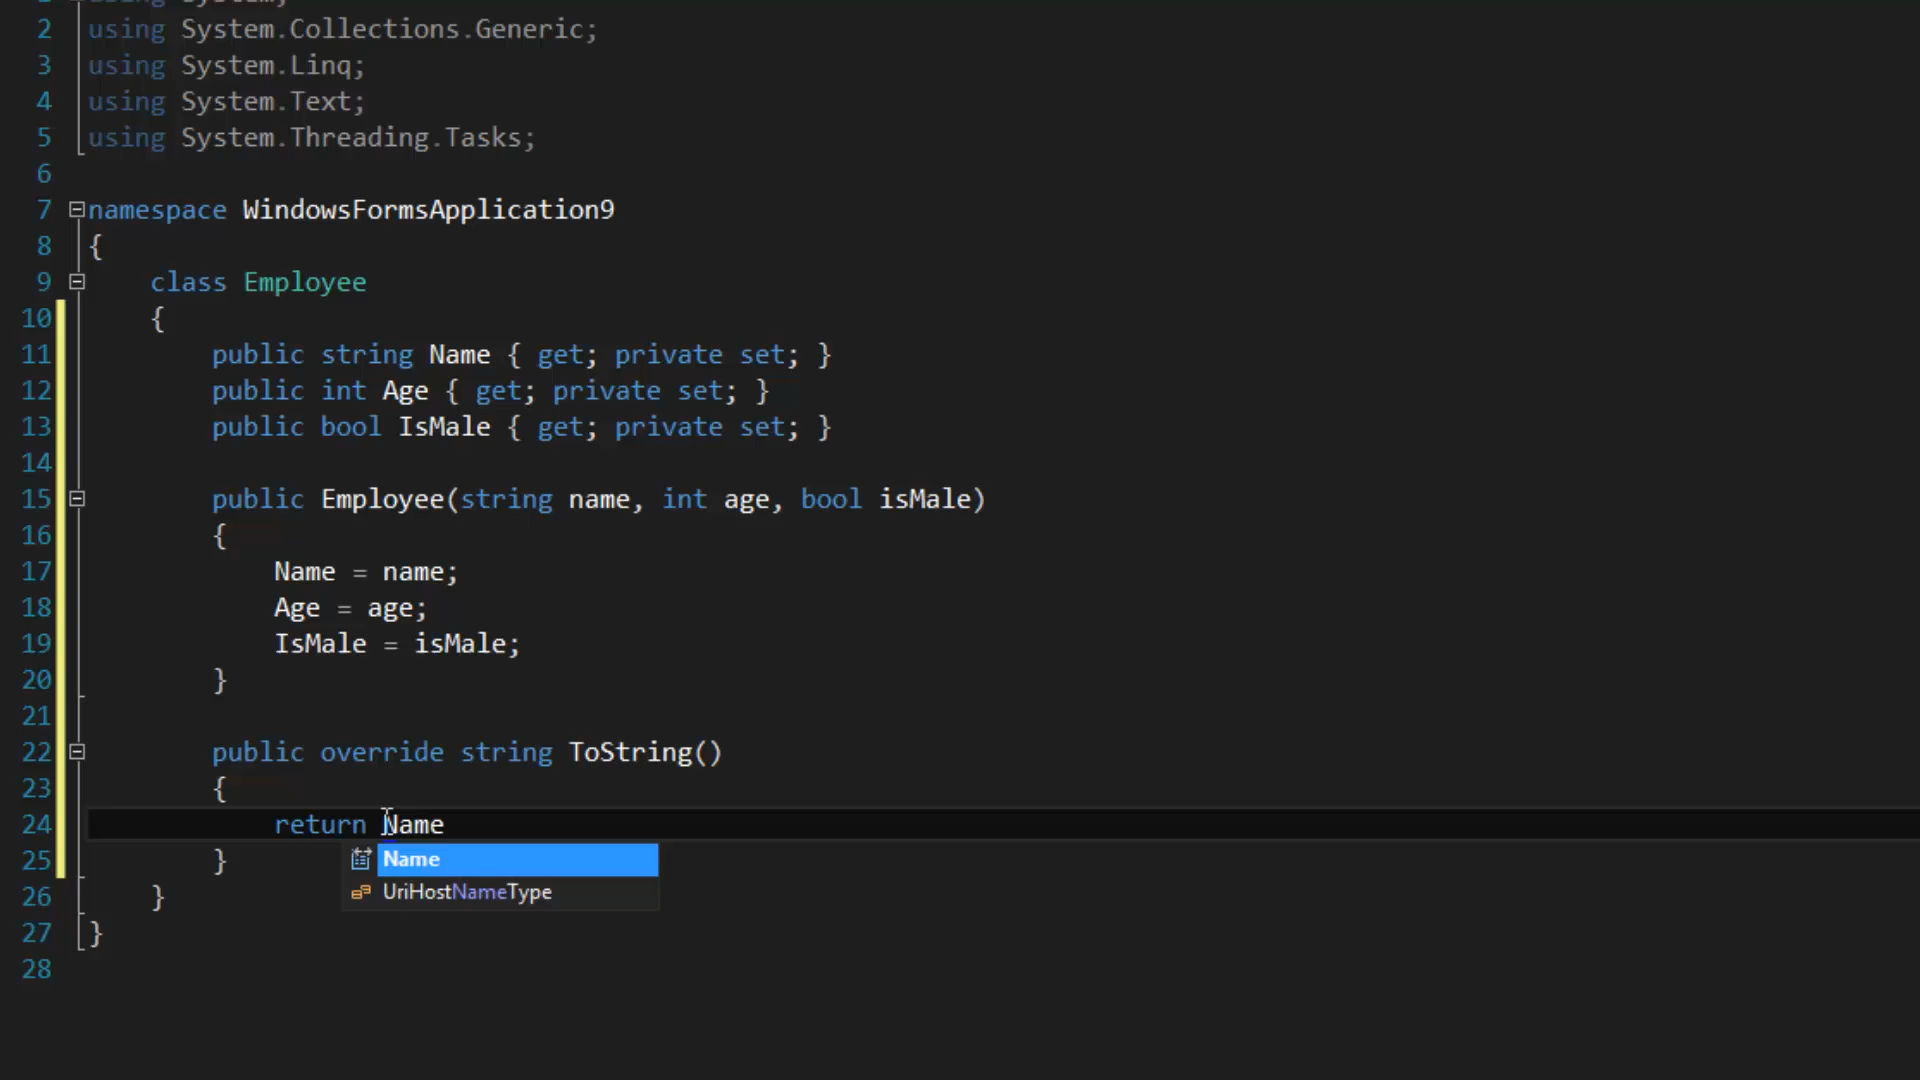 using System;
2 using System.Collections.Generic;
3 using System.Linq;
4 using System.Text;
5 using System.Threading.Tasks;
6
7 namespace WindowsFormsApplication9
8 {
9 class Employee
10 {
11 public string Name { get; private set; }
12 public int Age { get; private set; }
13 public bool IsMale { get; private set; }
14
15 public Employee(string name, int age, bool isMale)
16 {
17 Name = name;
18 Age = age;
19 IsMale = isMale;
20 }
21
22 public override string ToString()
23 {
24 return Name
25 }
Name
UriHostNameType
26 }
27 }
28